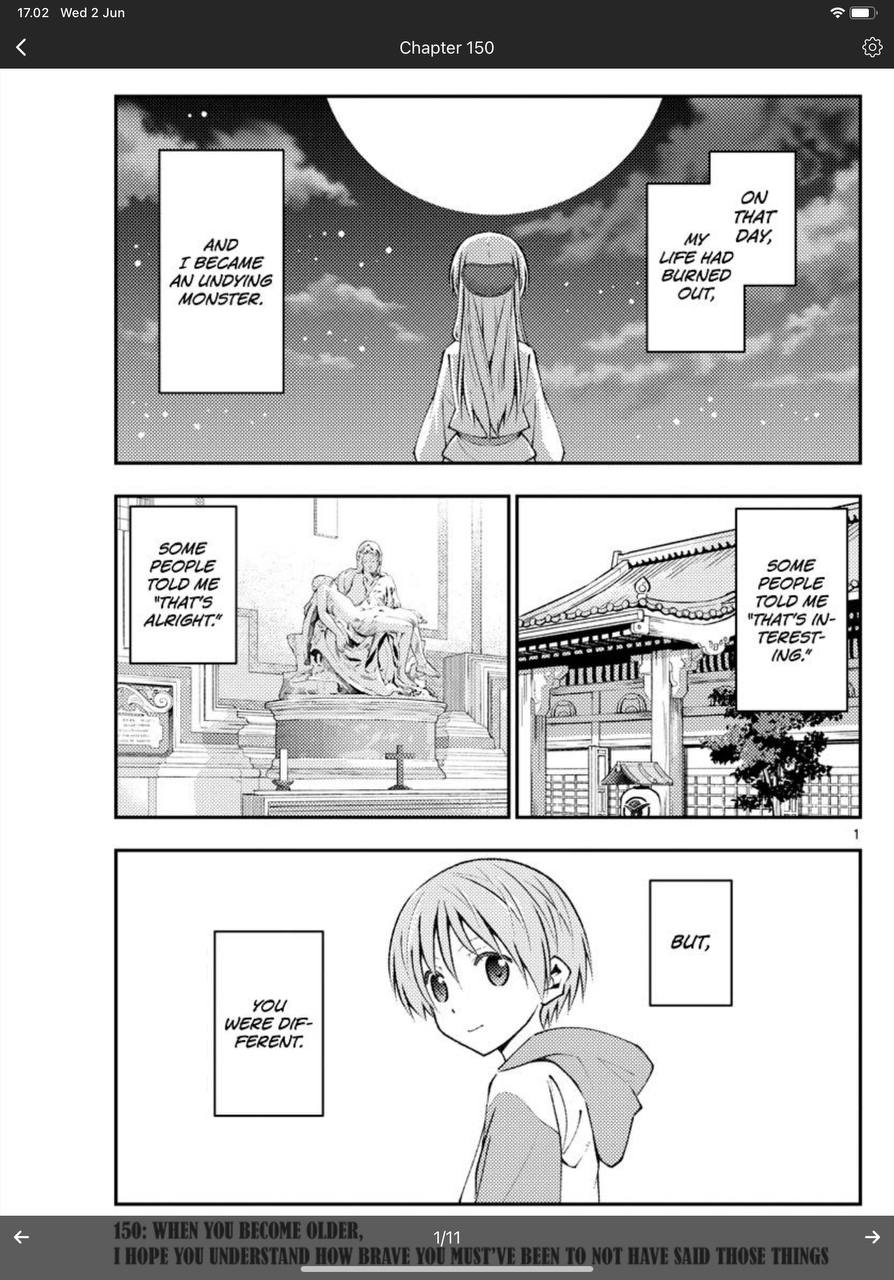 17.02 Wed 2 Jun
Chapter 150
ON
THAT
DAY,
MY
LIFE HAD
BURNED
OUT,
AND
I BECAME
AN UNDYING
MONSTER.
SOME
PEOPLE
TOLD ME
"THAT'S IN-
TEREST-
ING."
SOME
PEOPLE
TOLD ME
"THAT'S
ALRIGHT."
1
BUT,
YOU
WERE DIF-
FERENT.
150: WHEN YOU BECOME OLDER,
I HOPE YOU UNDERSTAND HOW BRAVE YOU MUST'VE BEEN TO NOT HAVE SAID THOSE THINGS
1/11